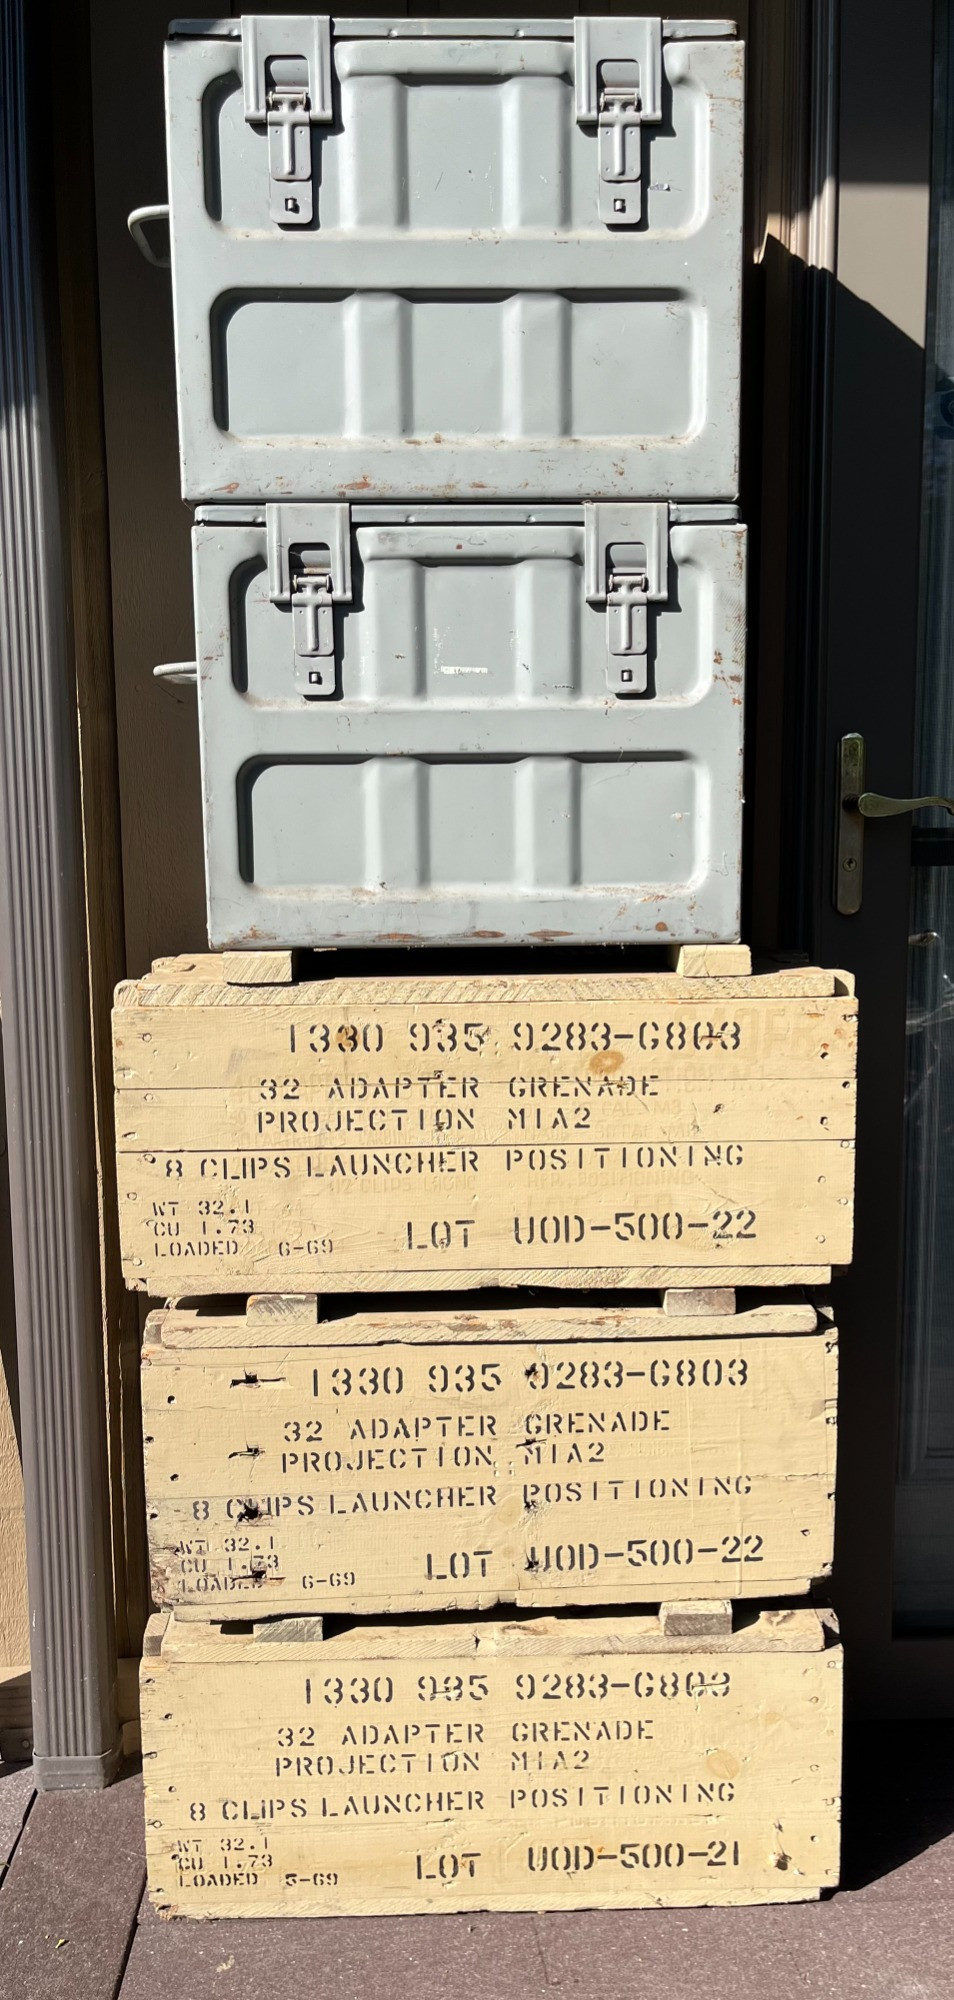 1330 935 9283-G803
32 ADAPTER GRENADE
PROJECTION M1A2
8 CLIPS LAUNCHER POSITIONING
WT 32.1
CU 1.73
LOADED 6-69
LOT UOD-500-22
1330 935 9283-G803
32 ADAPTER GRENADE
PROJECTION M1A2
8 CLIPS LAUNCHER POSITIONING
WT 32.1
CU 1.73
LOADED 6-69
LOT UOD-500-22
1330 935 9283-G803
32 ADAPTER GRENADE
PROJECTION M1A2
8 CLIPS LAUNCHER POSITIONING
WT 32.1
CU 1.73
LOADED 5-69
LOT UOD-500-21